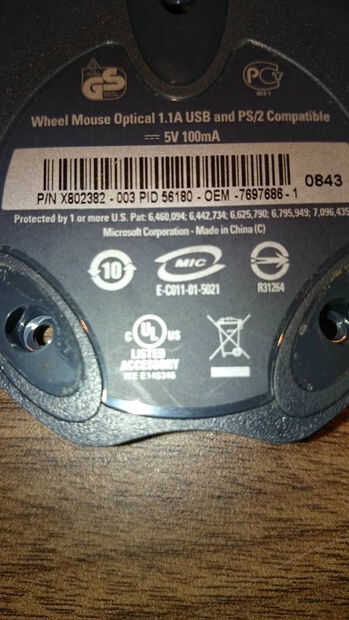 GS
PC
Wheel Mouse Optical 1.1A USB and PS/2 Compatible
5V 100mA
0843
P/N X802382 - 003 PID 56180 - OEM -7697686 - 1
Protected by 1 or more U.S. Pat: 6,460,094; 6,442,734; 6,625,790; 6,795,949; 7,096,435
Microsoft Corporation - Made in China (C)
10
MIC
E-C011-01-5021
R31264
C UL US
LISTED
ACCESSORY